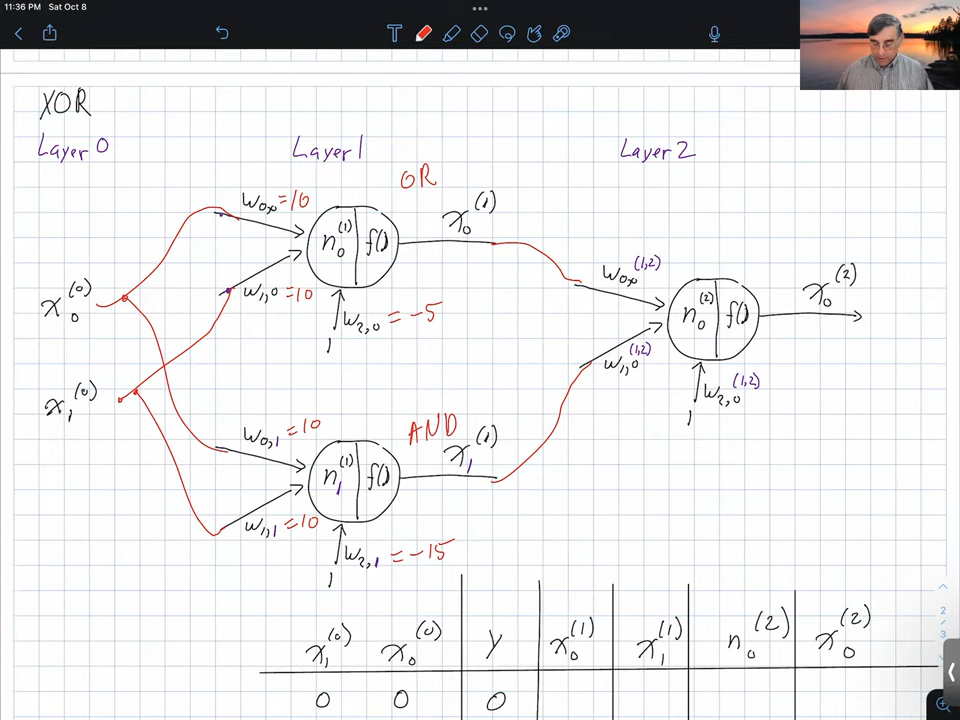 11:36 PM Sat Oct 8
T
XOR
Layer 0
Layer 1
Layer 2
OR
w0,0 = 10
x0^(1)
n0^(1) f()
w1,0 = 10
w0,0^(1,2)
x0^(2)
x0^(0)
w2,0 = -5
1
n0^(2) f()
w1,0^(1,2)
x1^(0)
w2,0^(1,2)
1
w0,1 = 10
AND
x1^(1)
n1^(1) f()
w1,1 = 10
w2,1 = -15
1
x1^(0) x0^(0) y x0^(1) x1^(1) n0^(2) x0^(2)
0 0 0
2
/
3